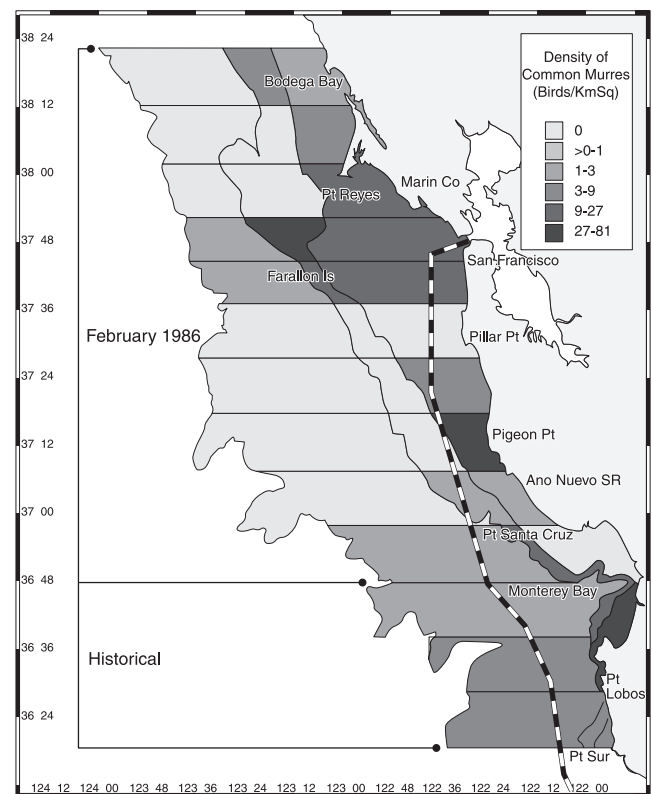 Density of
Common Murres
(Birds/KmSq)
0
>0-1
1-3
3-9
9-27
27-81
38 24
38 12
38 00
37 48
37 36
37 24
37 12
37 00
36 48
36 36
36 24
Bodega Bay
Pt Reyes
Marin Co
San Francisco
Farallon Is
February 1986
Pillar Pt
Pigeon Pt
Ano Nuevo SR
Pt Santa Cruz
Monterey Bay
Historical
Pt
Lobos
Pt Sur
124 12 124 00 123 48 123 36 123 24 123 12 123 00 122 48 122 36 122 24 122 12 122 00